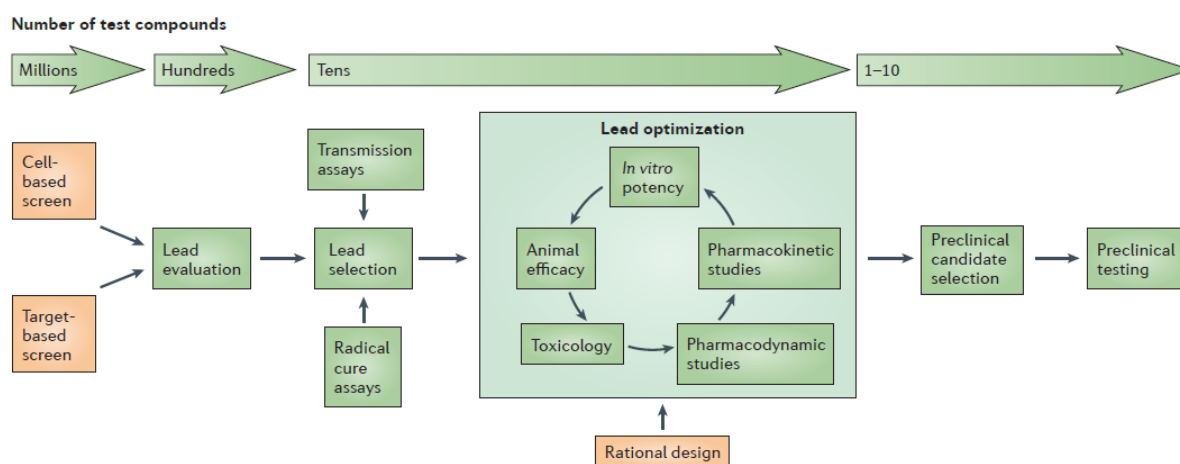 Number of test compounds
Millions
Hundreds
Tens
1–10
Cell-
based
screen
Target-
based
screen
Lead
evaluation
Transmission
assays
Lead
selection
Radical
cure
assays
Lead optimization
In vitro
potency
Animal
efficacy
Toxicology
Pharmacodynamic
studies
Pharmacokinetic
studies
Rational design
Preclinical
candidate
selection
Preclinical
testing